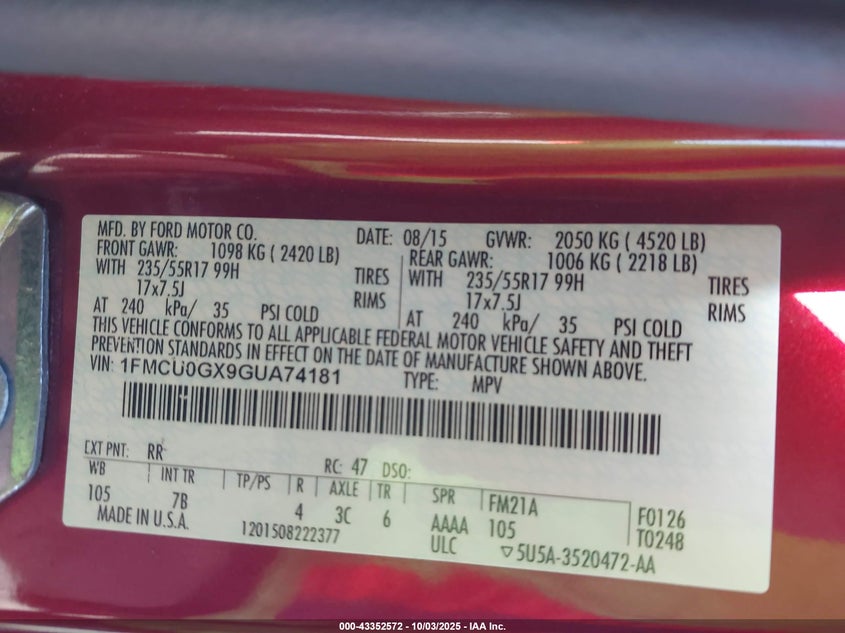 MFD. BY FORD MOTOR CO. DATE: 08/15 GVWR: 2050 KG ( 4520 LB)
FRONT GAWR: 1098 KG ( 2420 LB) REAR GAWR: 1006 KG ( 2218 LB)
WITH 235/55R17 99H TIRES WITH 235/55R17 99H TIRES
17x7.5J RIMS 17x7.5J RIMS
AT 240 kPa/ 35 PSI COLD AT 240 kPa/ 35 PSI COLD
THIS VEHICLE CONFORMS TO ALL APPLICABLE FEDERAL MOTOR VEHICLE SAFETY AND THEFT
PREVENTION STANDARDS IN EFFECT ON THE DATE OF MANUFACTURE SHOWN ABOVE.
VIN: 1FMCU0GX9GUA74181 TYPE: MPV
EXT PNT: RR RC: 47 DSO:
WB INT TR TP/PS R AXLE TR SPR FM21A F0126
105 7B 4 3C 6 AAAA 105 T0248
MADE IN U.S.A. 1201508222377 ULC ▽5U5A-3520472-AA
000-43352572 - 10/03/2025 - IAA Inc.